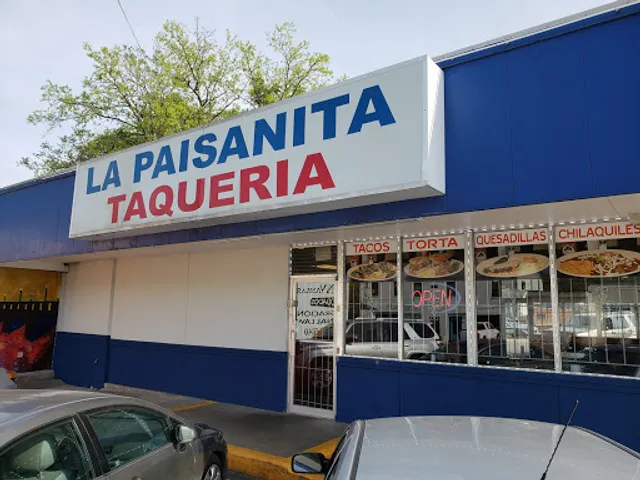 LA PAISANITA
TAQUERIA
TACOS
TORTA
QUESADILLAS
CHILAQUILES
OPEN